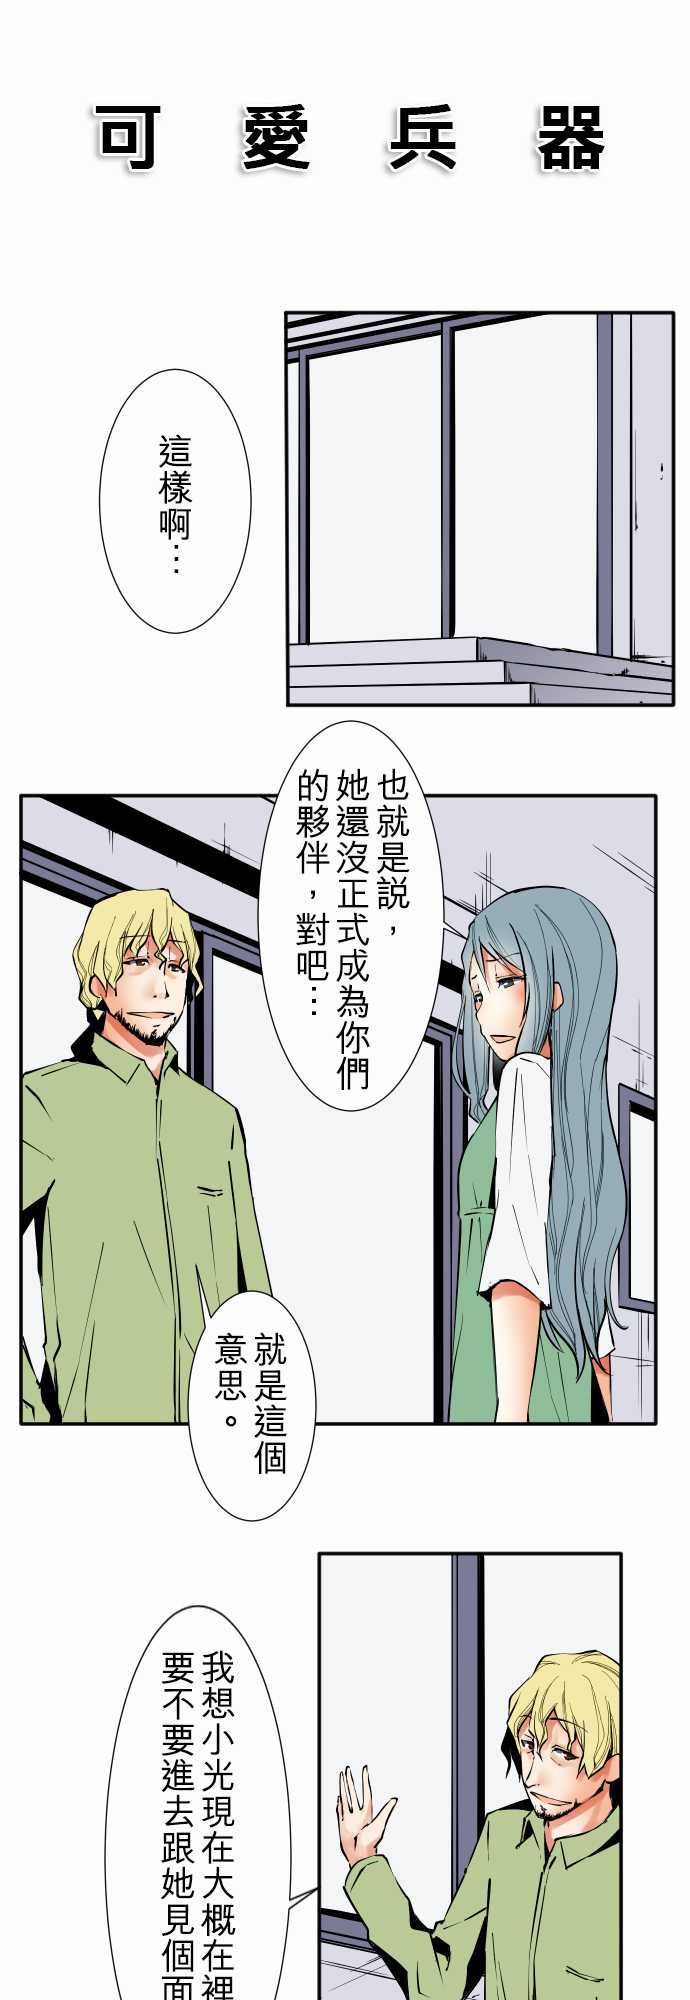 可愛兵器
這樣啊…
也就是説，
她還沒正式成為你們
的夥伴，對吧…
就是這個
意思。
我想小光現在大概在裡
要不要進去跟她見個面